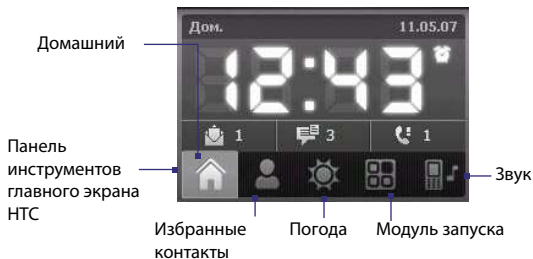 Дом. 11.05.07
Домашний
12:43
1 3 1
Панель
инструментов
главного экрана
HTC
Звук
Избранные
контакты
Погода
Модуль запуска